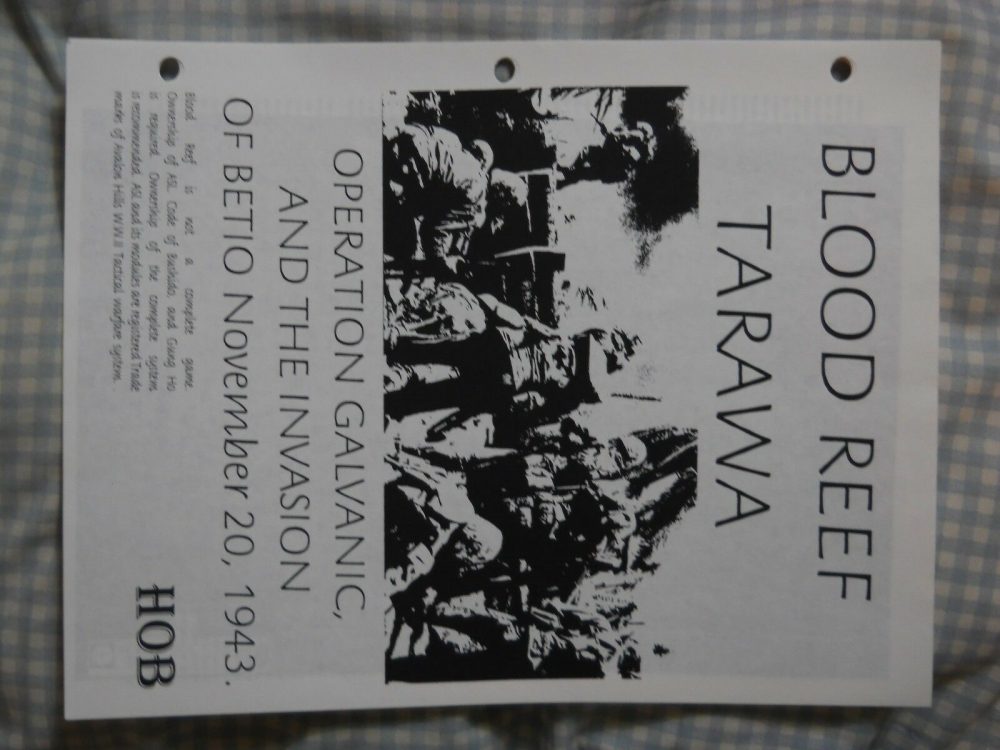 BLOOD REEF
TARAWA
OPERATION GALVANIC,
AND THE INVASION
OF BETIO November 20, 1943.
Blood Reef is not a complete game.
Ownership of ASL, Code of Bushido, and Gung Ho
is required. Ownership of the complete system
is recommended. ASL and its modules are registered Trade
marks of Avalon Hills W.W.II Tactical warfare system.
HOB